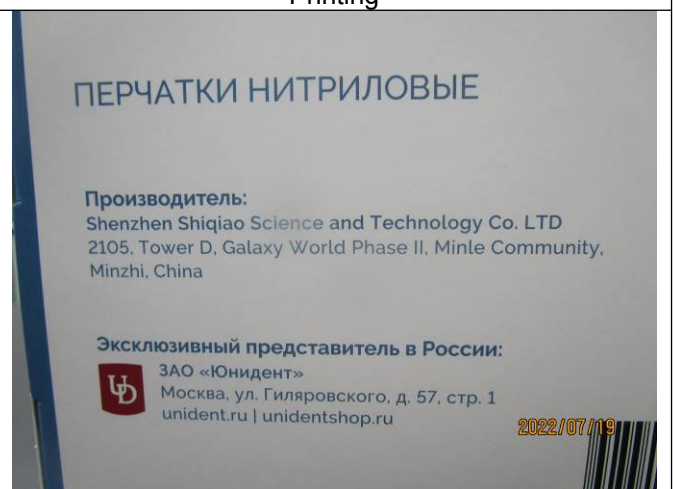 Printing
ПЕРЧАТКИ НИТРИЛОВЫЕ
Производитель:
Shenzhen Shiqiao Science and Technology Co. LTD
2105, Tower D, Galaxy World Phase II, Minle Community,
Minzhi, China
Эксклюзивный представитель в России:
ЗАО «Юнидент»
Москва, ул. Гиляровского, д. 57, стр. 1
unident.ru | unidentshop.ru
UD
2022/07/19